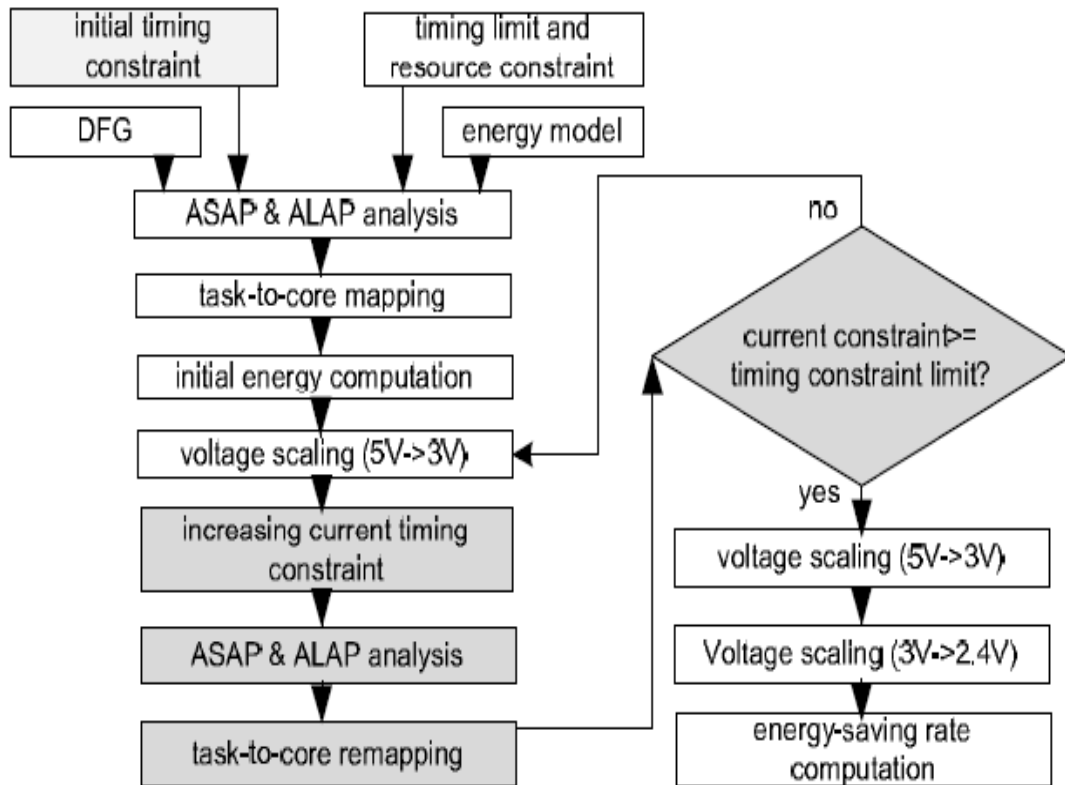 initial timing
constraint
timing limit and
resource constraint
DFG
energy model
ASAP & ALAP analysis
task-to-core mapping
initial energy computation
voltage scaling (5V->3V)
increasing current timing
constraint
ASAP & ALAP analysis
task-to-core remapping
no
current constraint>=
timing constraint limit?
yes
voltage scaling (5V->3V)
Voltage scaling (3V->2.4V)
energy-saving rate
computation